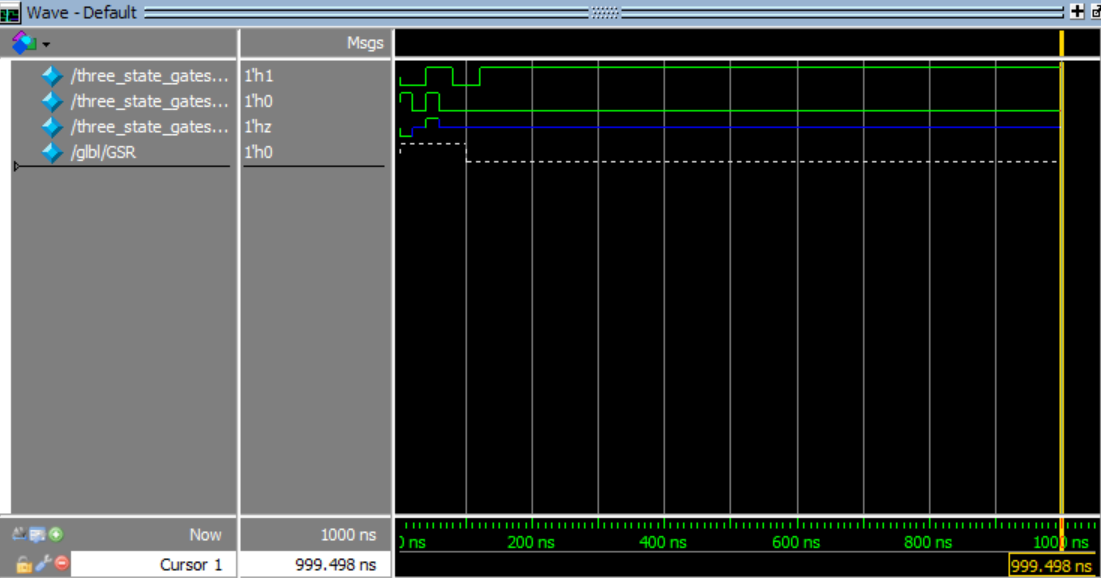 Wave - Default
Msgs
/three_state_gates... 1'h1
/three_state_gates... 1'h0
/three_state_gates... 1'hz
/glbl/GSR 1'h0
Now 1000 ns
Cursor 1 999.498 ns
ns 200 ns 400 ns 600 ns 800 ns ns
999.498 ns